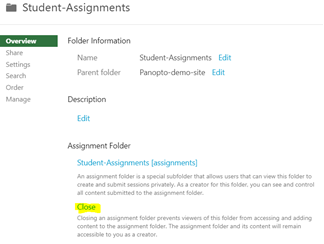 Student-Assignments
Overview
Share
Settings
Search
Order
Manage
Folder Information
Name Student-Assignments Edit
Parent folder Panopto-demo-site Edit
Description
Edit
Assignment Folder
Student-Assignments [assignments]
An assignment folder is a special subfolder that allows users that can view this folder to
create and submit sessions privately. As a creator for this folder, you can see and control
all content submitted to the assignment folder.
Close
Closing an assignment folder prevents viewers of this folder from accessing and adding
content to the assignment folder. The assignment folder and its content will remain
accessible to you as a creator.